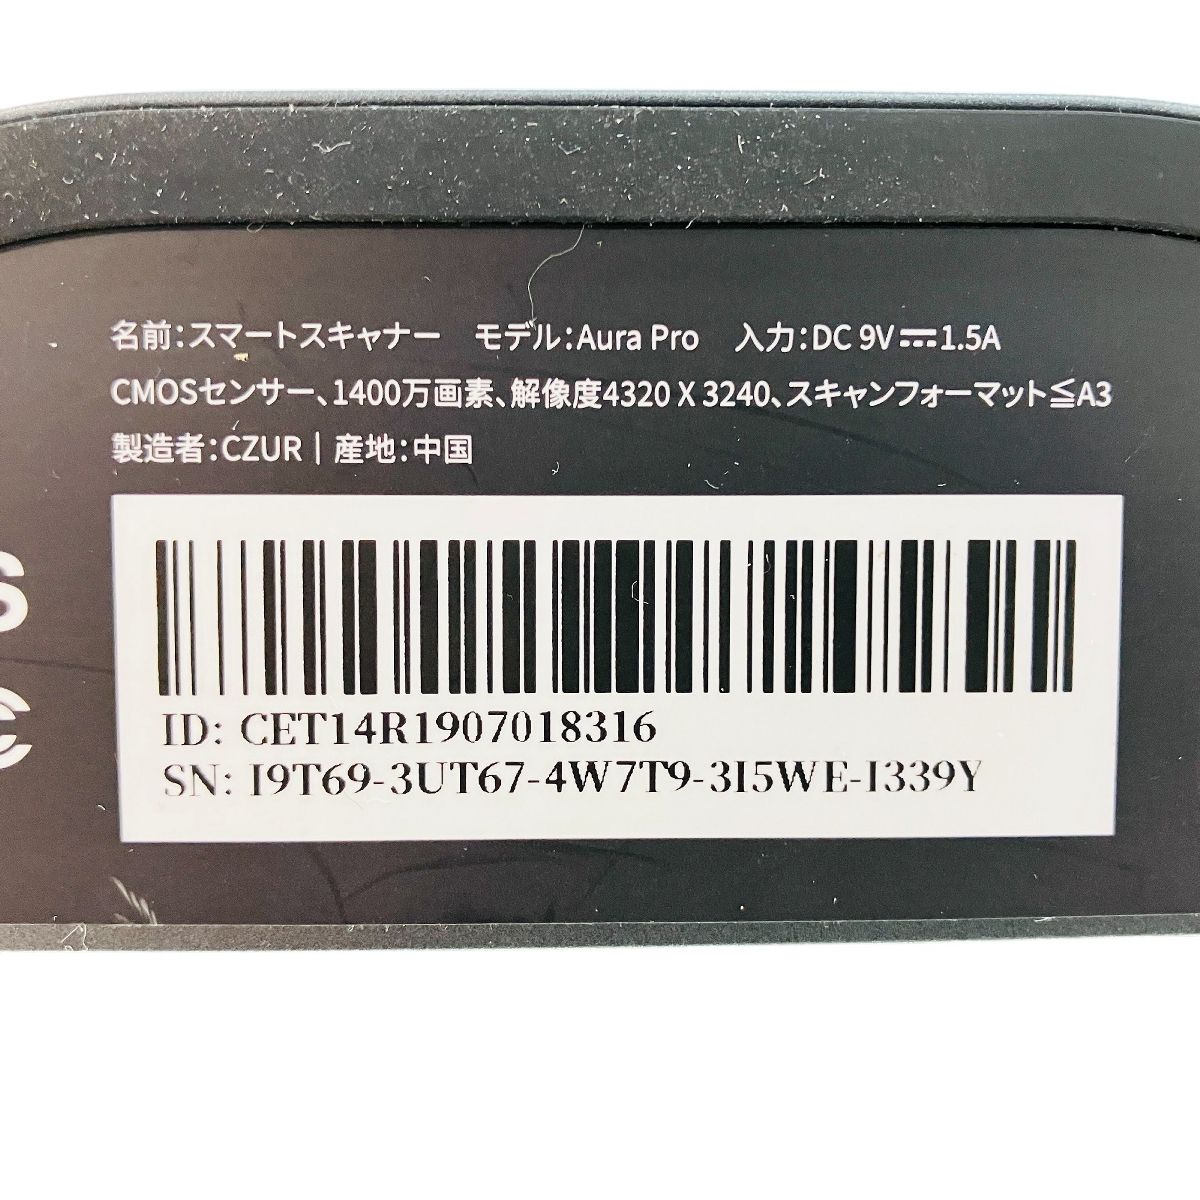 名前:スマートスキャナー モデル:Aura Pro 入力:DC 9V⎓1.5A
CMOSセンサー、1400万画素、解像度4320 X 3240、スキャンフォーマット≦A3
製造者:CZUR | 産地:中国
S
C
ID: CET14R1907018316
SN: I9T69-3UT67-4W7T9-3I5WE-I339Y